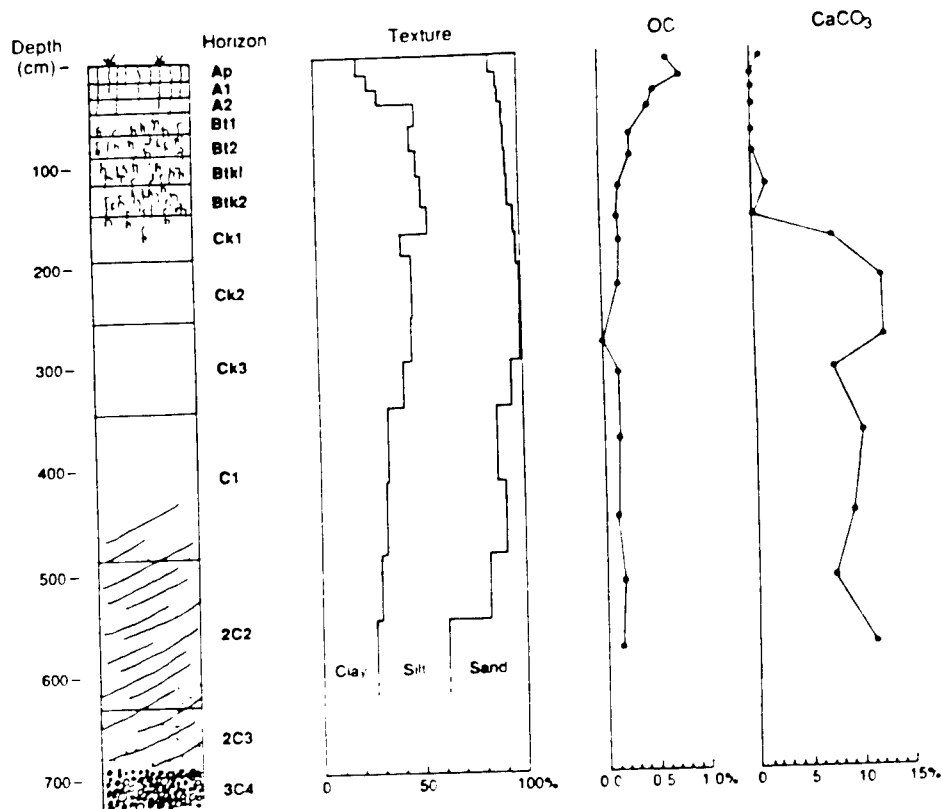 Depth
(cm)
Horizon
Texture
OC
CaCO3
Ap
A1
A2
Bt1
Bt2
100
Btkl
Btk2
Ck1
200
Ck2
300
Ck3
400
C1
500
2C2
600
2C3
700
3C4
Clay
Silt
Sand
0
50
100%
0.0
0.5
1.0%
0
5
10
15%